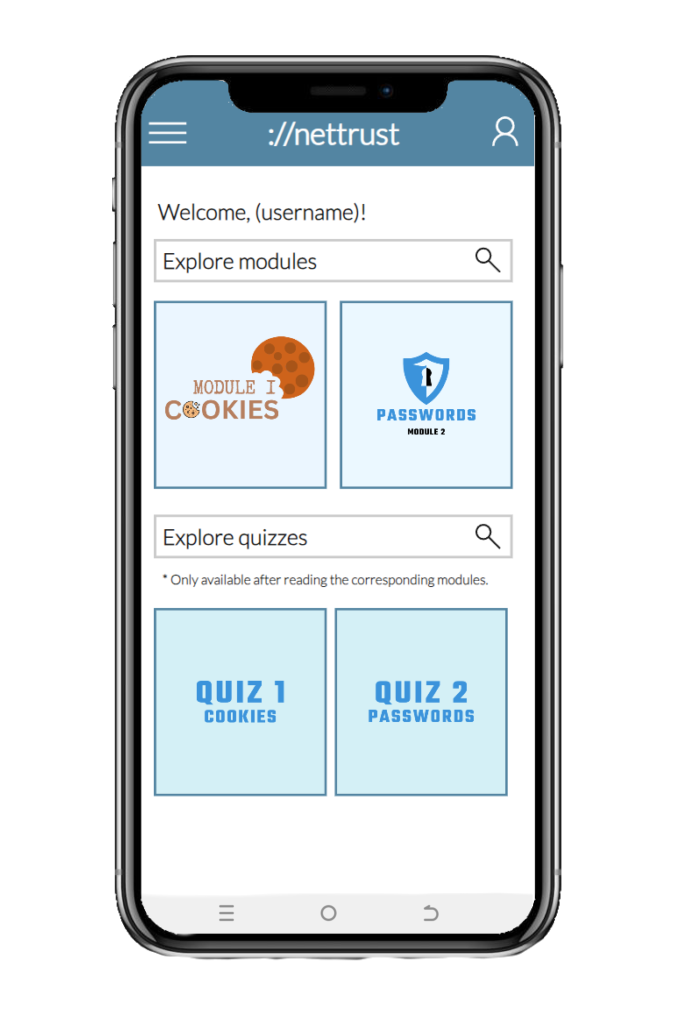 ://nettrust
Welcome, (username)!
Explore modules
MODULE I
COOKIES
PASSWORDS
MODULE 2
Explore quizzes
* Only available after reading the corresponding modules.
QUIZ 1
COOKIES
QUIZ 2
PASSWORDS